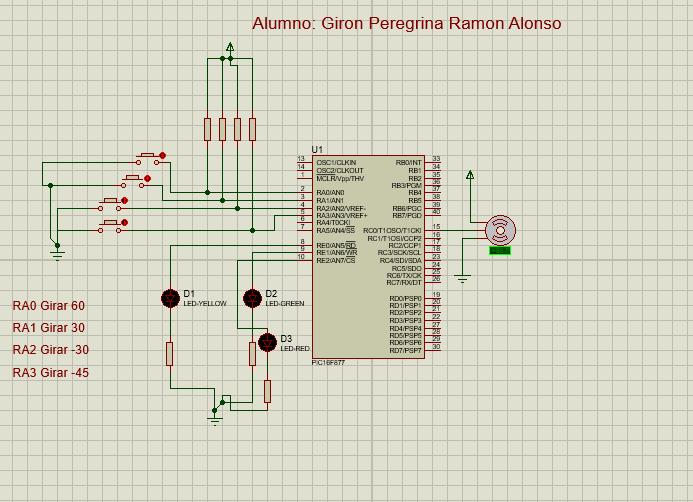 Alumno: Giron Peregrina Ramon Alonso
U1
13 OSC1/CLKIN
14 OSC2/CLKOUT
1 MCLR/Vpp/THV
2 RA0/AN0
3 RA1/AN1
4 RA2/AN2/VREF-
5 RA3/AN3/VREF+
6 RA4/T0CKI
7 RA5/AN4/SS
8 RE0/AN5/RD
9 RE1/AN6/WR
10 RE2/AN7/CS
RB0/INT 33
RB1 34
RB2 35
RB3/PGM 36
RB4 37
RB5 38
RB6/PGC 39
RB7/PGD 40
RC0/T1OSO/T1CKI 15
RC1/T1OSI/CCP2 16
RC2/CCP1 17
RC3/SCK/SCL 18
RC4/SDI/SDA 23
RC5/SDO 24
RC6/TX/CK 25
RC7/RX/DT 26
RD0/PSP0 19
RD1/PSP1 20
RD2/PSP2 21
RD3/PSP3 22
RD4/PSP4 27
RD5/PSP5 28
RD6/PSP6 29
RD7/PSP7 30
PIC16F877
D1
LED-YELLOW
D2
LED-GREEN
D3
LED-RED
RA0 Girar 60
RA1 Girar 30
RA2 Girar -30
RA3 Girar -45